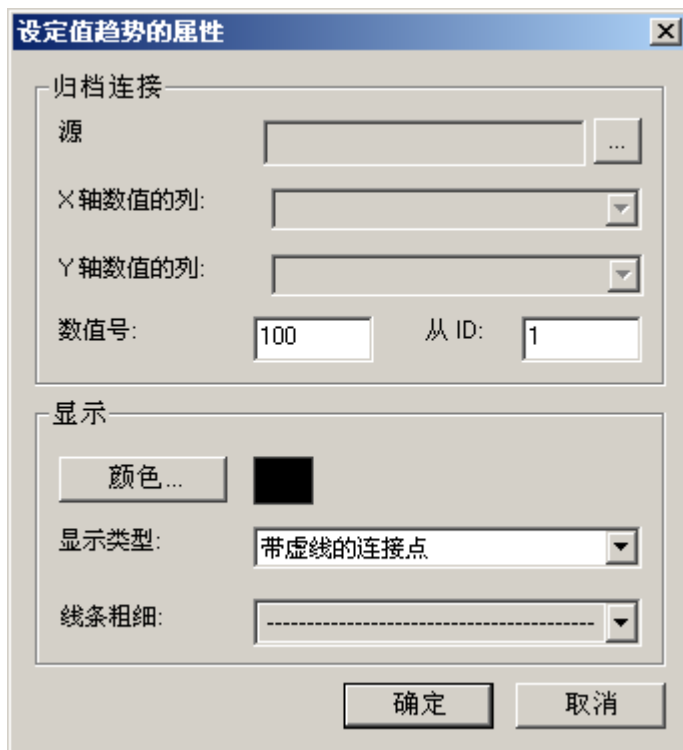 设定值趋势的属性
归档连接
源
...
X 轴数值的列:
Y 轴数值的列:
数值号: 100 从 ID: 1
显示
颜色...
显示类型: 带虚线的连接点
线条粗细:
确定 取消